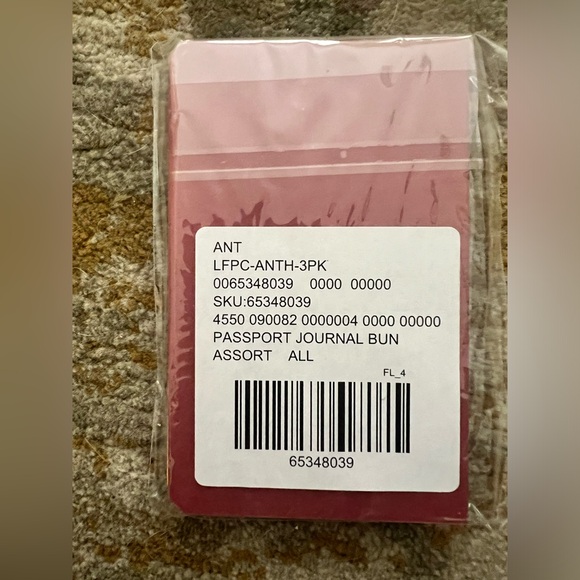 ANT
LFPC-ANTH-3PK
0065348039 0000 00000
SKU:65348039
4550 090082 0000004 0000 00000
PASSPORT JOURNAL BUN
ASSORT ALL
FL_4
65348039